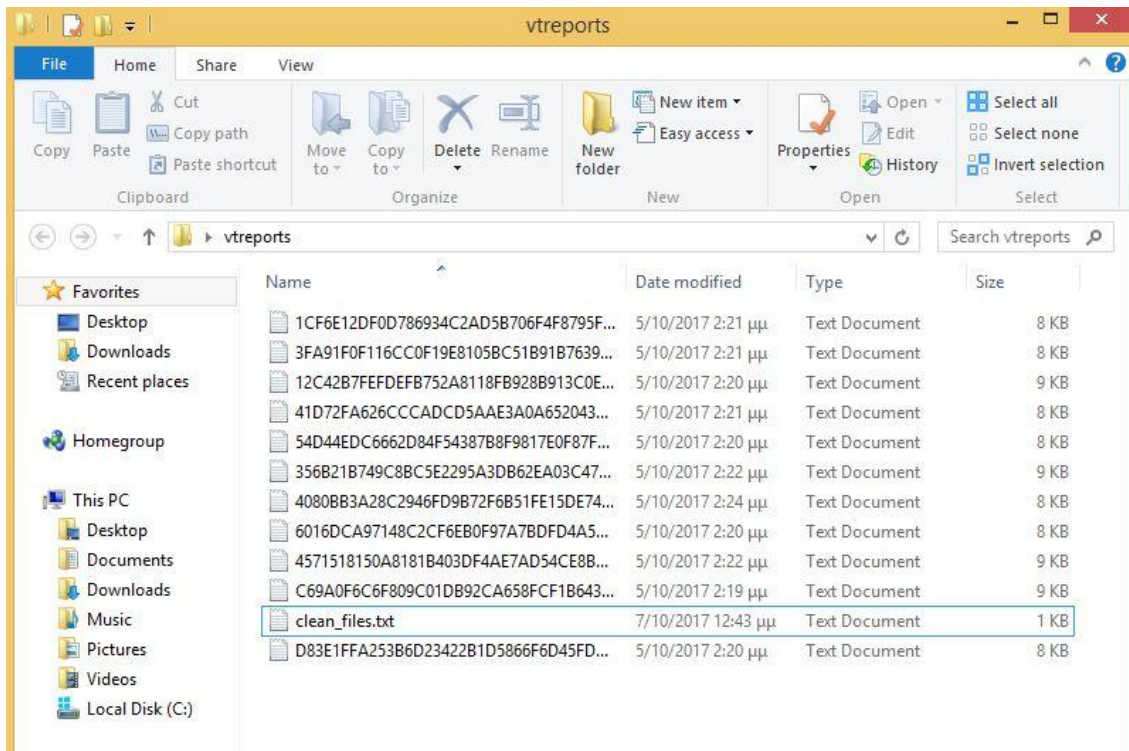 vtreports
File Home Share View
Copy Paste Cut Copy path Paste shortcut Move to Copy to Delete Rename New folder New item Easy access Properties Open Edit History Select all Select none Invert selection
Clipboard Organize New Open Select
vtreports Search vtreports
Name Date modified Type Size
Favorites
Desktop
Downloads
Recent places
Homegroup
This PC
Desktop
Documents
Downloads
Music
Pictures
Videos
Local Disk (C:)
1CF6E12DF0D786934C2AD5B706F4F8795F... 5/10/2017 2:21 μμ Text Document 8 KB
3FA91F0F116CC0F19E8105BC51B91B7639... 5/10/2017 2:21 μμ Text Document 8 KB
12C42B7FEFDEFB752A8118FB928B913C0E... 5/10/2017 2:20 μμ Text Document 9 KB
41D72FA626CCCADCD5AAE3A0A652043... 5/10/2017 2:21 μμ Text Document 8 KB
54D44EDC6662D84F54387B8F9817E0F87F... 5/10/2017 2:20 μμ Text Document 8 KB
356B21B749C8BC5E2295A3DB62EA03C47... 5/10/2017 2:22 μμ Text Document 9 KB
4080BB3A28C2946FD9B72F6B51FE15DE74... 5/10/2017 2:24 μμ Text Document 8 KB
6016DCA97148C2CF6EB0F97A7BDFD4A5... 5/10/2017 2:20 μμ Text Document 8 KB
4571518150A8181B403DF4AE7AD54CE8B... 5/10/2017 2:22 μμ Text Document 9 KB
C69A0F6C6F809C01DB92CA658FCF1B643... 5/10/2017 2:19 μμ Text Document 9 KB
clean_files.txt 7/10/2017 12:43 μμ Text Document 1 KB
D83E1FFA253B6D23422B1D5866F6D45FD... 5/10/2017 2:20 μμ Text Document 8 KB